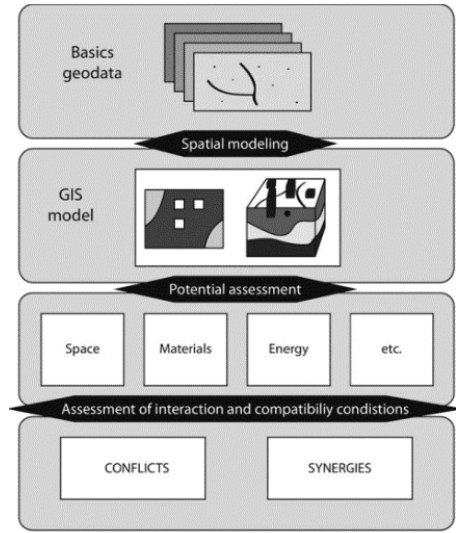 Basics
geodata
Spatial modeling
GIS
model
Potential assessment
Space
Materials
Energy
etc.
Assessment of interaction and compatibiliy condistions
CONFLICTS
SYNERGIES